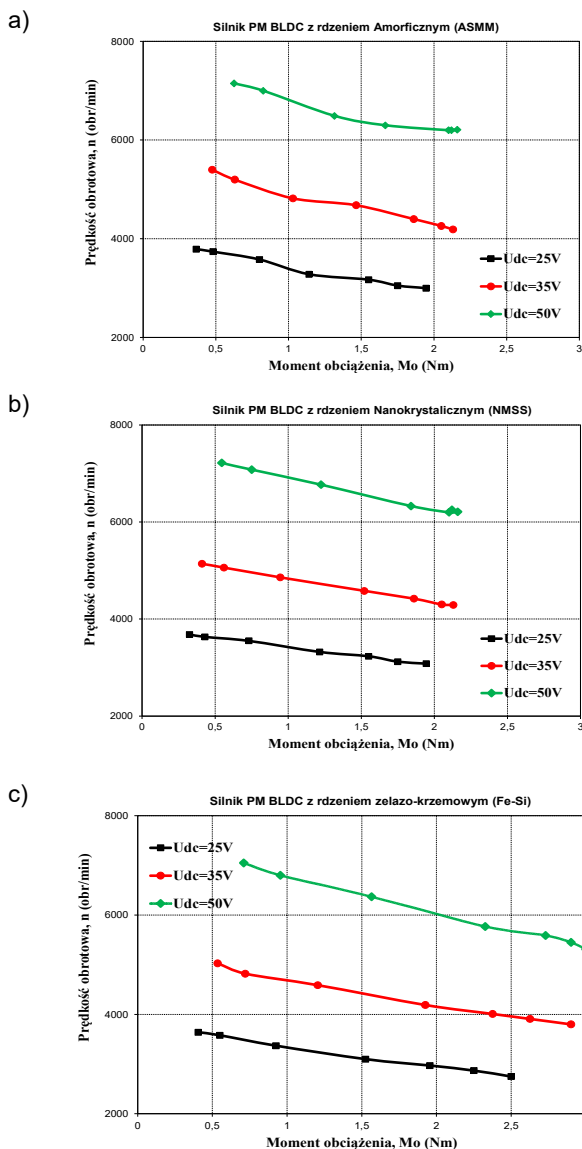 a)
Silnik PM BLDC z rdzeniem Amorficznym (ASMM)
8000
6000
4000
2000
Prędkość obrotowa, n (obr/min)
Udc=25V
Udc=35V
Udc=50V
0 0,5 1 1,5 2 2,5 3
Moment obciążenia, Mo (Nm)
b)
Silnik PM BLDC z rdzeniem Nanokrystalicznym (NMSS)
8000
6000
4000
2000
Prędkość obrotowa, n (obr/min)
Udc=25V
Udc=35V
Udc=50V
0 0,5 1 1,5 2 2,5 3
Moment obciążenia, Mo (Nm)
c)
Silnik PM BLDC z rdzeniem zelazo-krzemowym (Fe-Si)
8000
6000
4000
2000
Prędkość obrotowa, n (obr/min)
Udc=25V
Udc=35V
Udc=50V
0 0,5 1 1,5 2 2,5 3
Moment obciążenia, Mo (Nm)